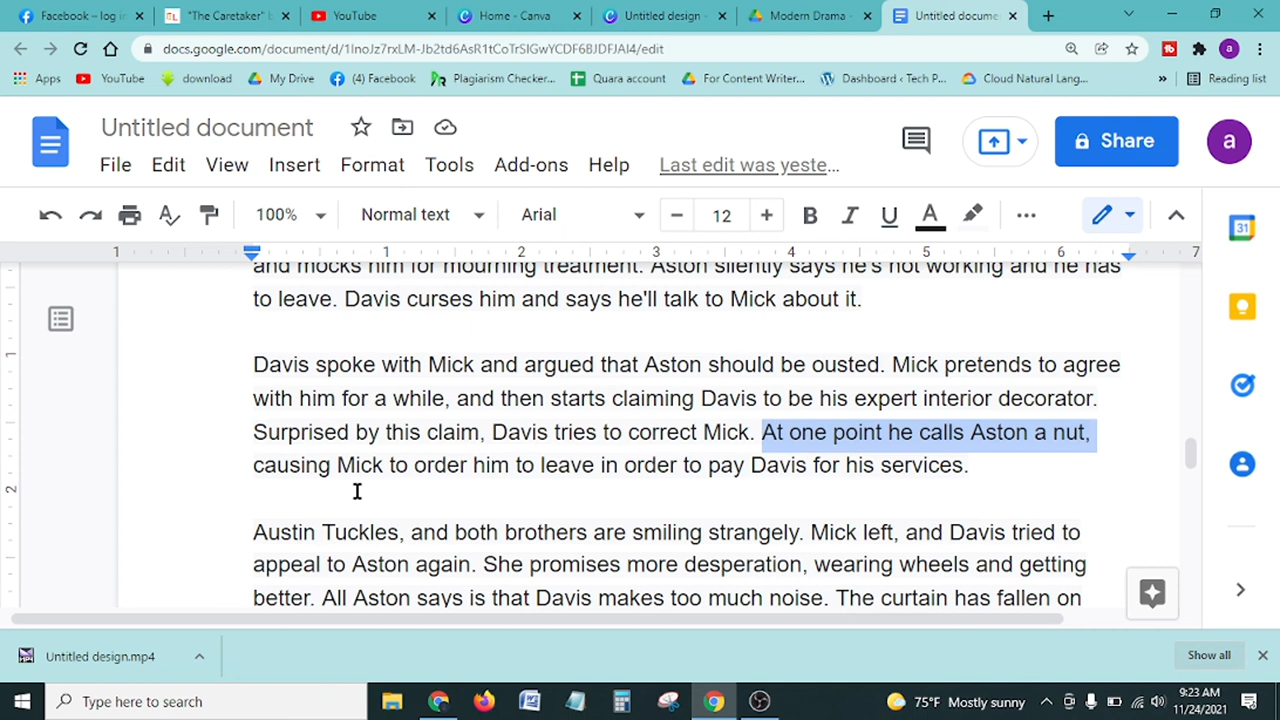 Facebook – log in
"The Caretaker" b
YouTube
Home - Canva
Untitled design -
Modern Drama -
Untitled docume
docs.google.com/document/d/1lnoJz7rxLM-Jb2td6AsR1tCoTrSIGwYCDF6BJDFJAI4/edit
Apps YouTube download My Drive (4) Facebook Plagiarism Checker... Quara account For Content Writer... Dashboard ‹ Tech P... Cloud Natural Lang... » Reading list
Untitled document
File Edit View Insert Format Tools Add-ons Help Last edit was yeste...
Share
a
100% Normal text Arial 12 B I U A
1 1 2 3 4 5 6 7
and mocks him for mourning treatment. Aston silently says he's not working and he has
to leave. Davis curses him and says he'll talk to Mick about it.
Davis spoke with Mick and argued that Aston should be ousted. Mick pretends to agree
with him for a while, and then starts claiming Davis to be his expert interior decorator.
Surprised by this claim, Davis tries to correct Mick. At one point he calls Aston a nut,
causing Mick to order him to leave in order to pay Davis for his services.
Austin Tuckles, and both brothers are smiling strangely. Mick left, and Davis tried to
appeal to Aston again. She promises more desperation, wearing wheels and getting
better. All Aston says is that Davis makes too much noise. The curtain has fallen on
1
2
31
Untitled design.mp4
Show all
Type here to search
75°F Mostly sunny
9:23 AM
11/24/2021